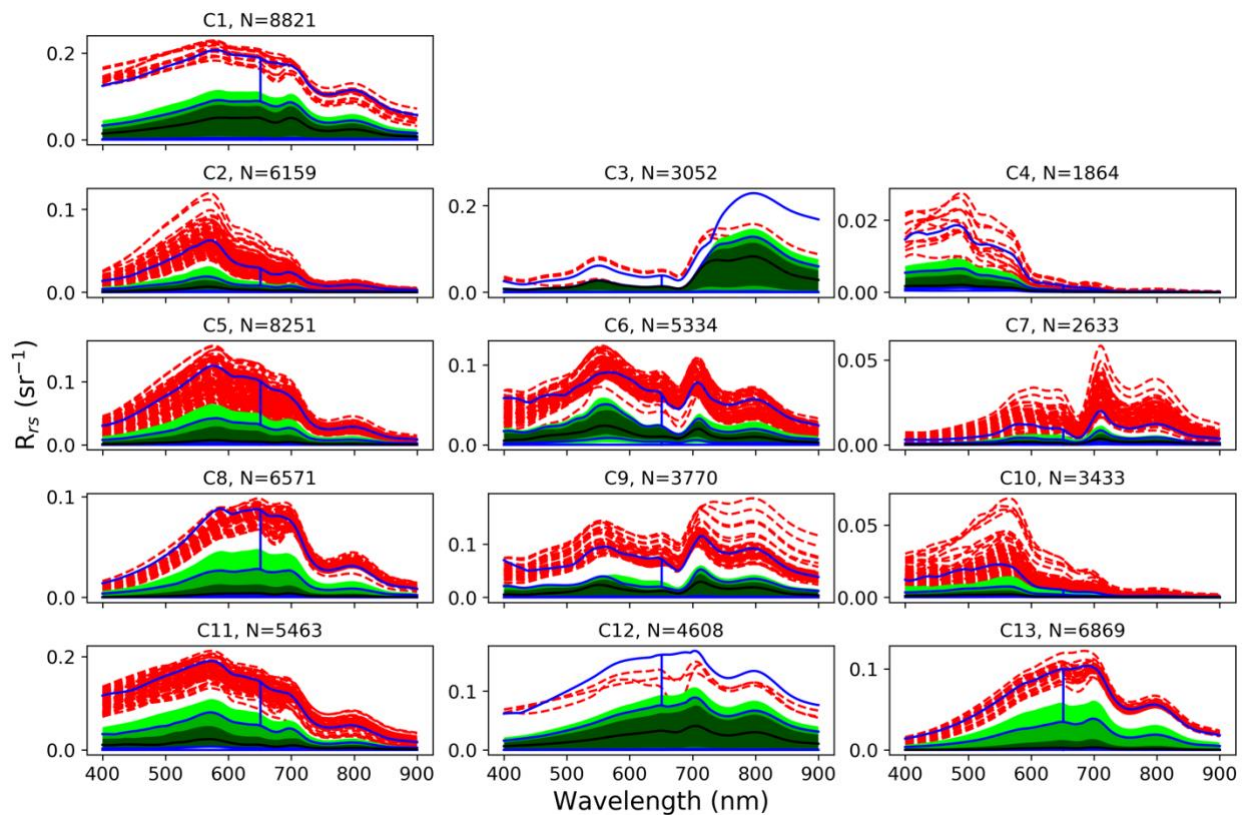 C1, N=8821
0.2
0.0
C2, N=6159
C3, N=3052
C4, N=1864
0.1
0.0
0.2
0.0
0.02
0.00
C5, N=8251
C6, N=5334
C7, N=2633
0.1
0.0
0.1
0.0
0.05
0.00
C8, N=6571
C9, N=3770
C10, N=3433
0.1
0.0
0.1
0.0
0.05
0.00
C11, N=5463
C12, N=4608
C13, N=6869
0.2
0.0
0.1
0.0
0.1
0.0
400 500 600 700 800 900
400 500 600 700 800 900
400 500 600 700 800 900
Wavelength (nm)
Rrs (sr−1)